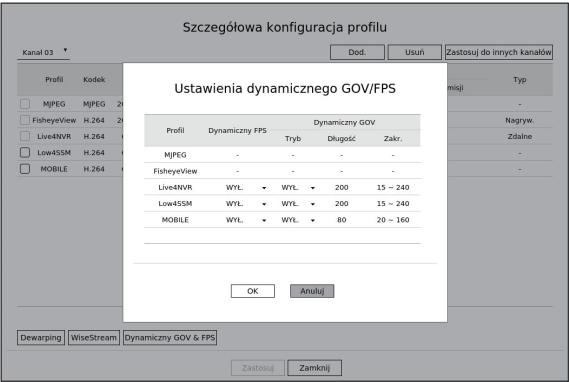 Szczegółowa konfiguracja profilu
Kanał 03
Dod. Usuń Zastosuj do innych kanałów
Profil Kodek misji Typ
MJPEG MJPEG 20 -
FisheyeView H.264 20 Nagryw.
Live4NVR H.264 Zdalne
Low4SSM H.264 -
MOBILE H.264 -
Ustawienia dynamicznego GOV/FPS
Profil Dynamiczny FPS Dynamiczny GOV
Tryb Długość Zakr.
MJPEG - - - -
FisheyeView - - - -
Live4NVR WYŁ. WYŁ. 200 15 ~ 240
Low4SSM WYŁ. WYŁ. 200 15 ~ 240
MOBILE WYŁ. WYŁ. 80 20 ~ 160
OK Anuluj
Dewarping WiseStream Dynamiczny GOV & FPS
Zastosuj Zamknij